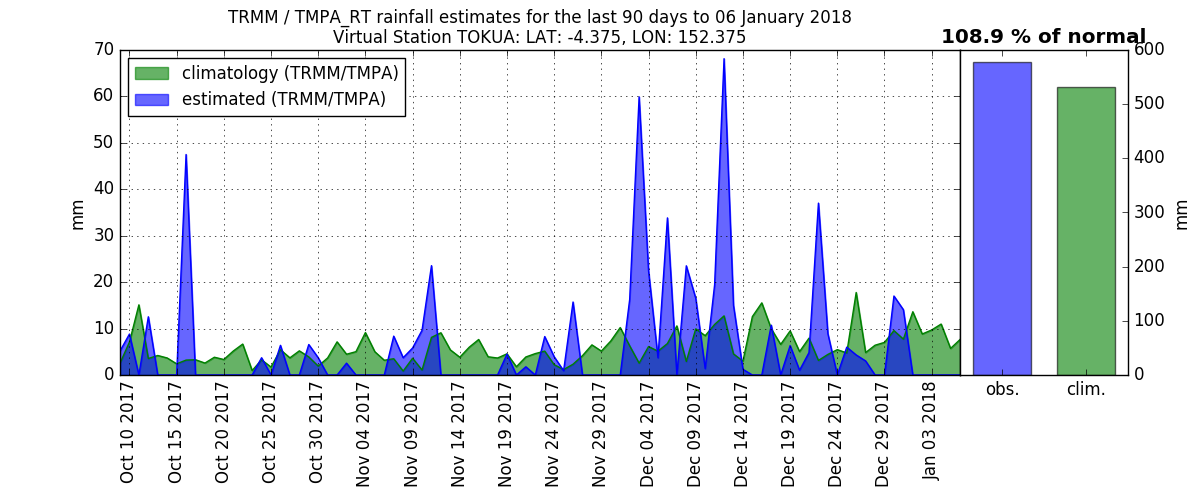 TRMM / TMPA_RT rainfall estimates for the last 90 days to 06 January 2018
Virtual Station TOKUA: LAT: -4.375, LON: 152.375
108.9 % of normal
climatology (TRMM/TMPA)
estimated (TRMM/TMPA)
70
60
50
40
30
20
10
0
mm
600
500
400
300
200
100
0
mm
Oct 10 2017
Oct 15 2017
Oct 20 2017
Oct 25 2017
Oct 30 2017
Nov 04 2017
Nov 09 2017
Nov 14 2017
Nov 19 2017
Nov 24 2017
Nov 29 2017
Dec 04 2017
Dec 09 2017
Dec 14 2017
Dec 19 2017
Dec 24 2017
Dec 29 2017
Jan 03 2018
obs.
clim.